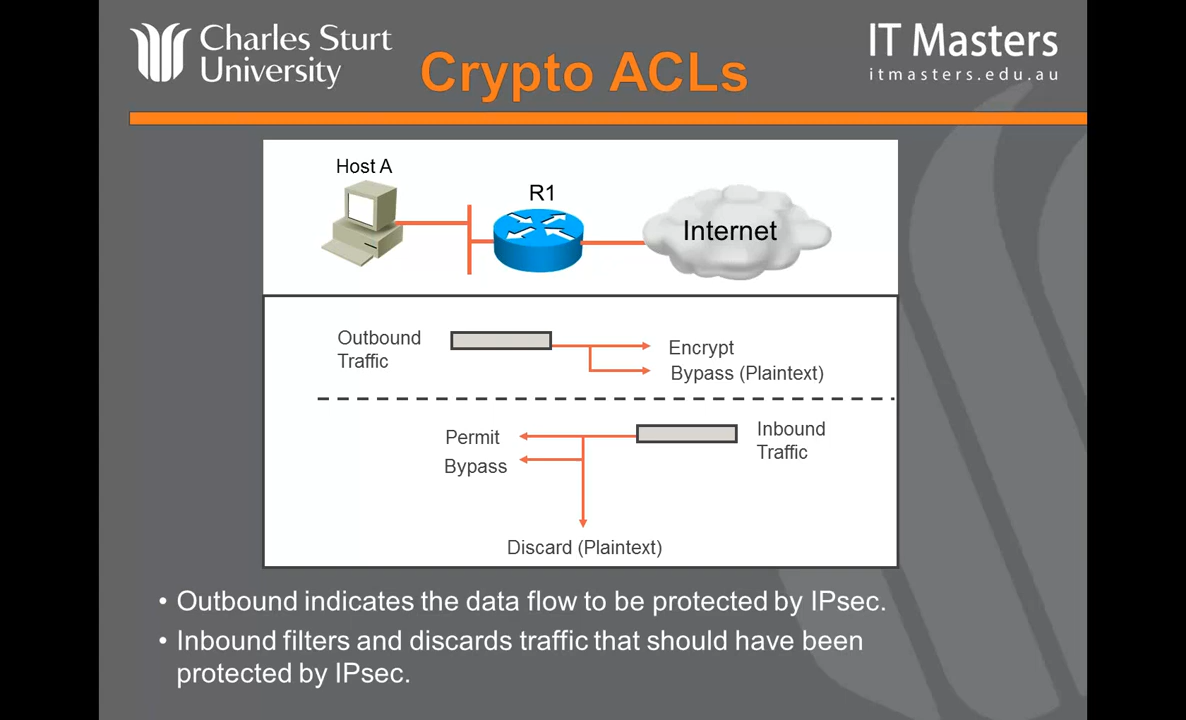 Charles Sturt
University
Crypto ACLs
IT Masters
itmasters.edu.au
Host A
R1
Internet
Outbound
Traffic
Encrypt
Bypass (Plaintext)
Permit
Bypass
Inbound
Traffic
Discard (Plaintext)
• Outbound indicates the data flow to be protected by IPsec.
• Inbound filters and discards traffic that should have been
protected by IPsec.